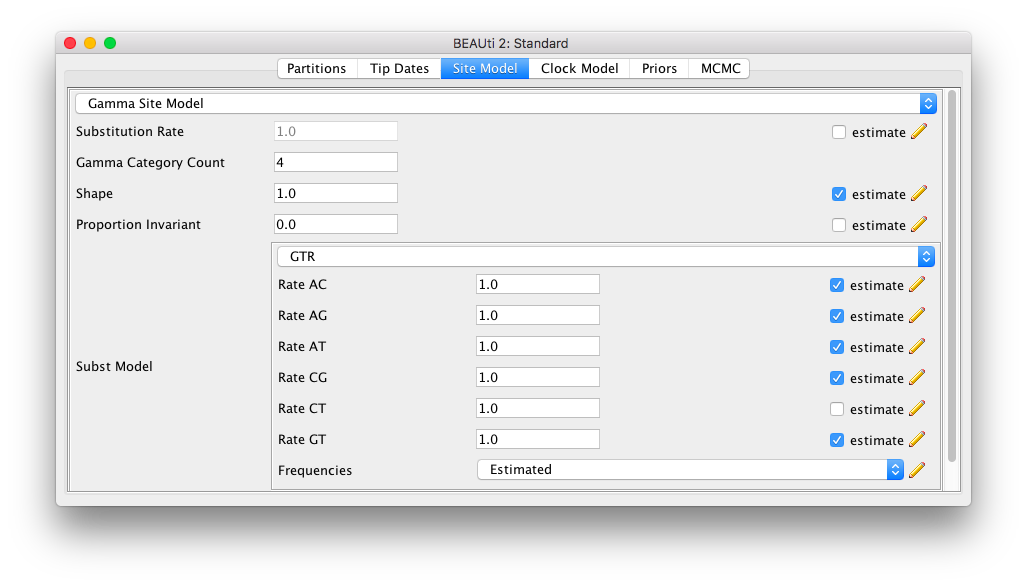 BEAUti 2: Standard
Partitions Tip Dates Site Model Clock Model Priors MCMC
Gamma Site Model
Substitution Rate 1.0 estimate
Gamma Category Count 4
Shape 1.0 estimate
Proportion Invariant 0.0 estimate
GTR
Rate AC 1.0 estimate
Rate AG 1.0 estimate
Rate AT 1.0 estimate
Subst Model
Rate CG 1.0 estimate
Rate CT 1.0 estimate
Rate GT 1.0 estimate
Frequencies Estimated